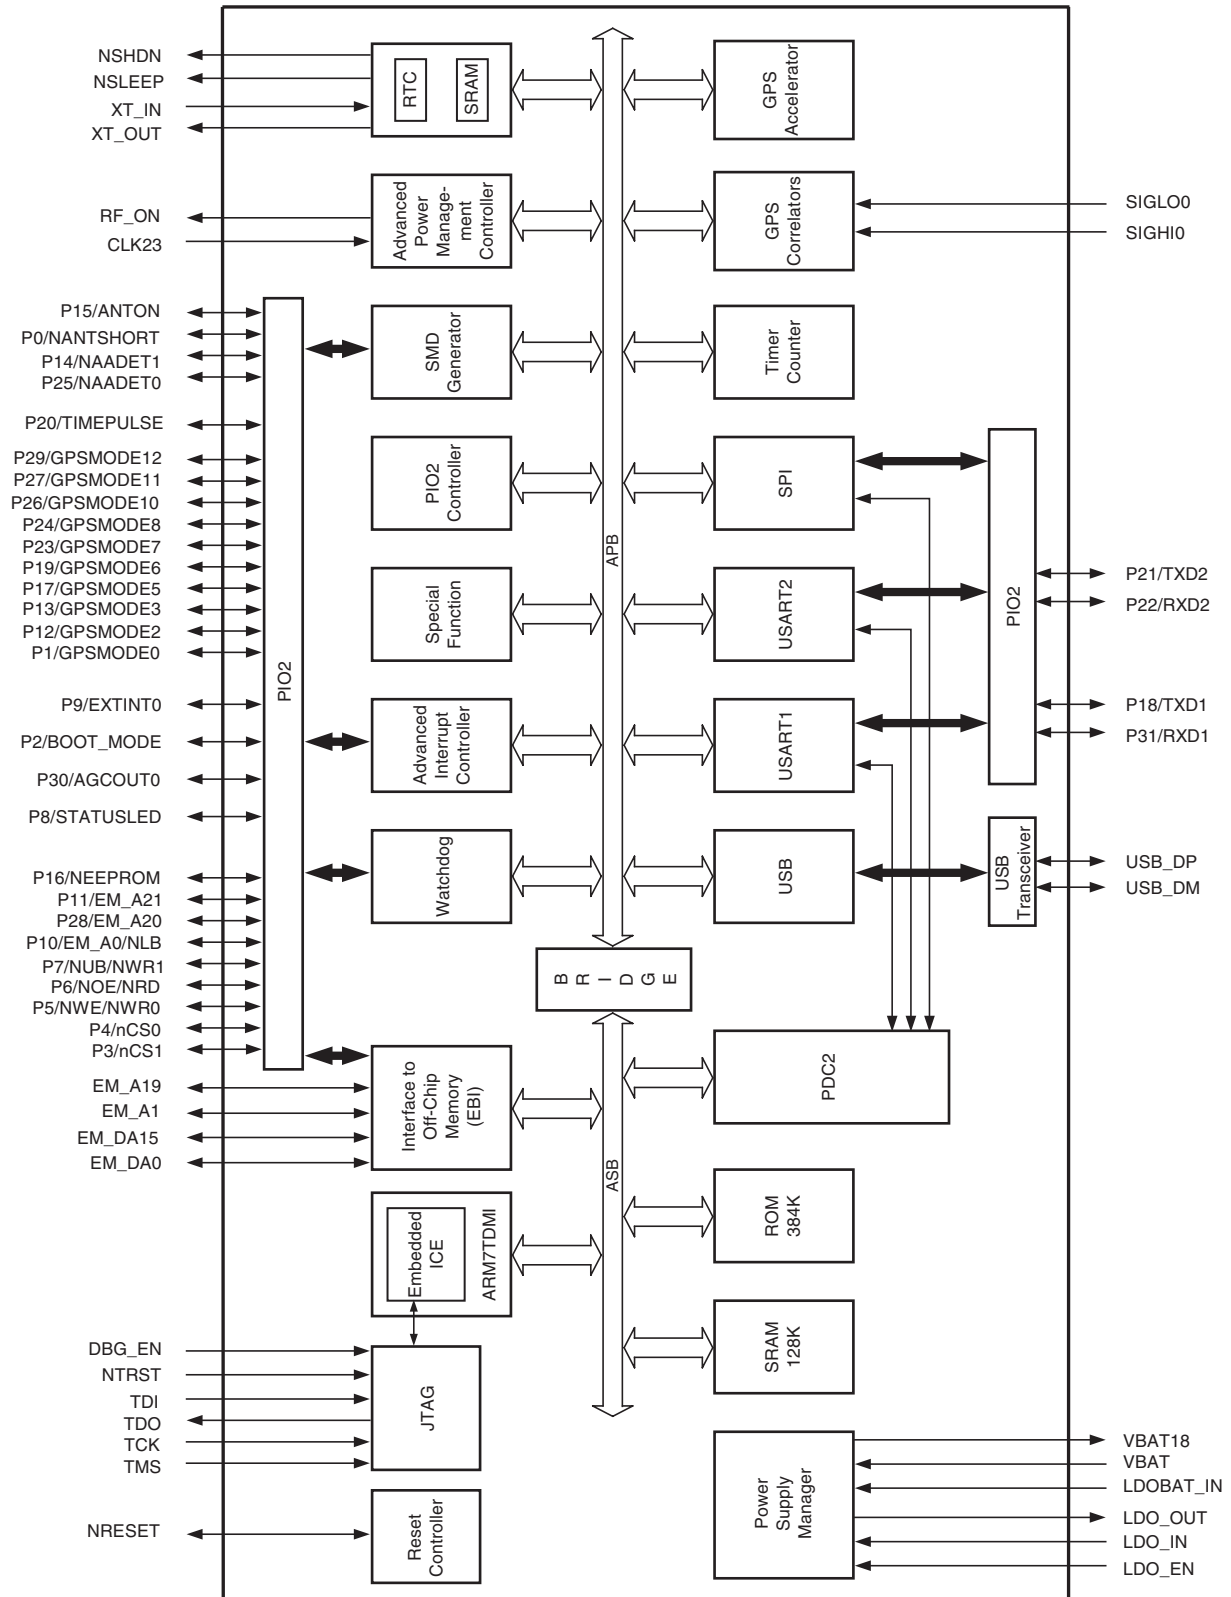 NSHDN
NSLEEP
XT_IN
XT_OUT
RF_ON
CLK23
P15/ANTON
P0/NANTSHORT
P14/NAADET1
P25/NAADET0
P20/TIMEPULSE
P29/GPSMODE12
P27/GPSMODE11
P26/GPSMODE10
P24/GPSMODE8
P23/GPSMODE7
P19/GPSMODE6
P17/GPSMODE5
P13/GPSMODE3
P12/GPSMODE2
P1/GPSMODE0
P9/EXTINT0
P2/BOOT_MODE
P30/AGCOUT0
P8/STATUSLED
P16/NEEPROM
P11/EM_A21
P28/EM_A20
P10/EM_A0/NLB
P7/NUB/NWR1
P6/NOE/NRD
P5/NWE/NWR0
P4/nCS0
P3/nCS1
EM_A19
EM_A1
EM_DA15
EM_DA0
DBG_EN
NTRST
TDI
TDO
TCK
TMS
NRESET
PIO2
RTC
SRAM
Advanced
Power
Manage-
ment
Controller
SMD
Generator
PIO2
Controller
Special
Function
Advanced
Interrupt
Controller
Watchdog
Interface to
Off-Chip
Memory
(EBI)
Embedded
ICE
ARM7TDMI
JTAG
Reset
Controller
APB
BRIDGE
ASB
GPS
Accelerator
GPS
Correlators
Timer
Counter
SPI
USART2
USART1
USB
PDC2
ROM
384K
SRAM
128K
Power
Supply
Manager
PIO2
USB
Transceiver
SIGLO0
SIGHI0
P21/TXD2
P22/RXD2
P18/TXD1
P31/RXD1
USB_DP
USB_DM
VBAT18
VBAT
LDOBAT_IN
LDO_OUT
LDO_IN
LDO_EN